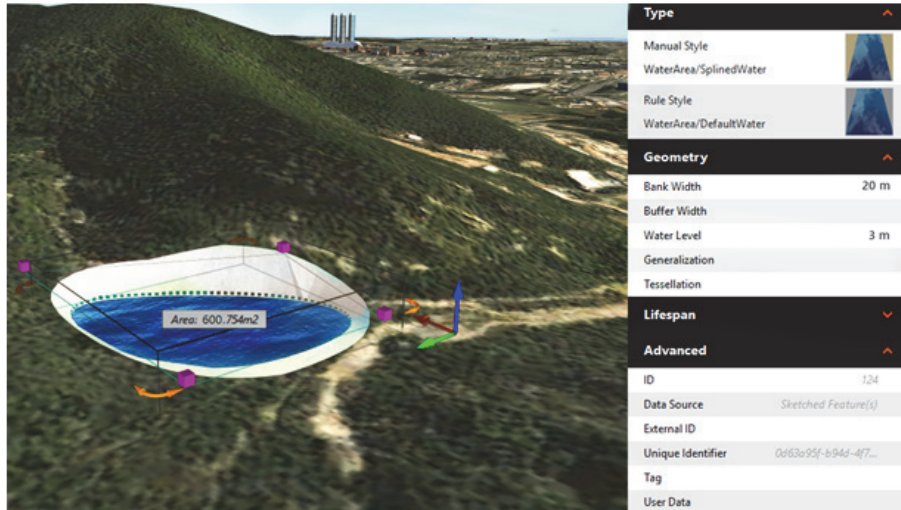 Area: 600.754m2
Type
Manual Style
WaterArea/SplinedWater
Rule Style
WaterArea/DefaultWater
Geometry
Bank Width 20 m
Buffer Width
Water Level 3 m
Generalization
Tessellation
Lifespan
Advanced
ID 124
Data Source Sketched Feature(s)
External ID
Unique Identifier 0d63a95f-b94d-4f7...
Tag
User Data